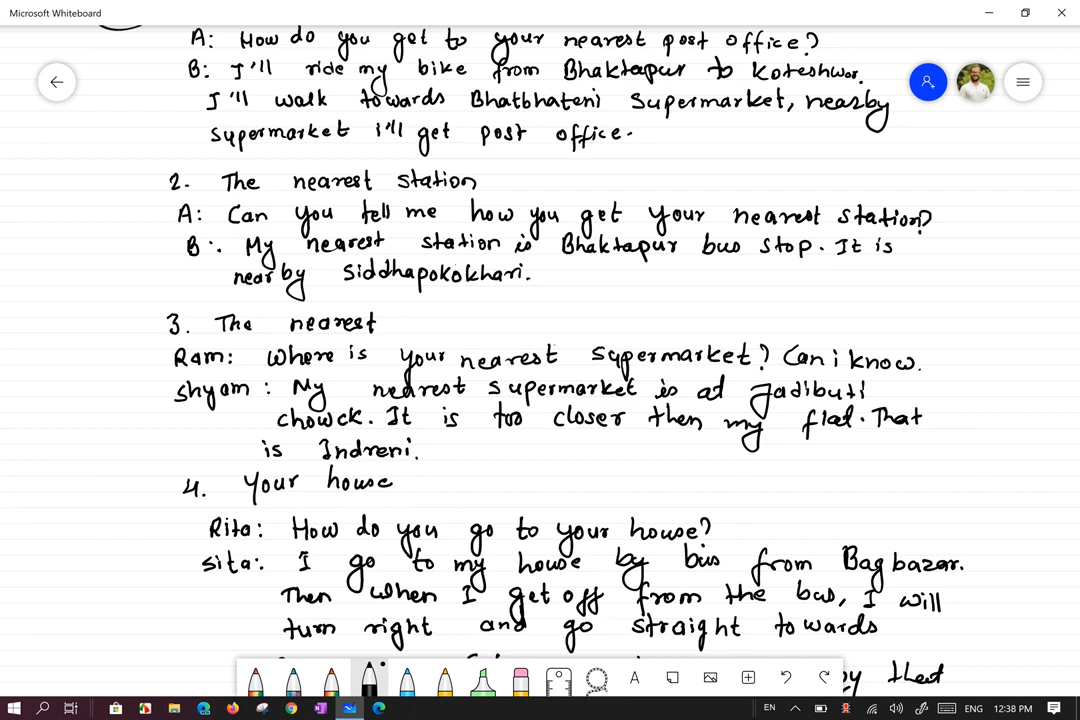 Microsoft Whiteboard
A: How do you get to your nearest post office?
B: I'll ride my bike from Bhaktapur to Koteshwor.
I'll walk towards Bhatbhateni Supermarket, nearby
supermarket i'll get post office.
2. The nearest station
A: Can you tell me how you get your nearest station?
B: My nearest station is Bhaktapur bus stop. It is
nearby Siddhapokokhari.
3. The nearest
Ram: Where is your nearest supermarket? Can i know.
Shyam: My nearest supermarket is at Jadibuti
chowck. It is too closer then my flat. That
is Indreni.
4. Your house
Rita: How do you go to your house?
Sita: I go to my house by bus from Bagbazar.
Then when I get off from the bus, I will
turn right and go straight towards
that
EN ENG 12:38 PM